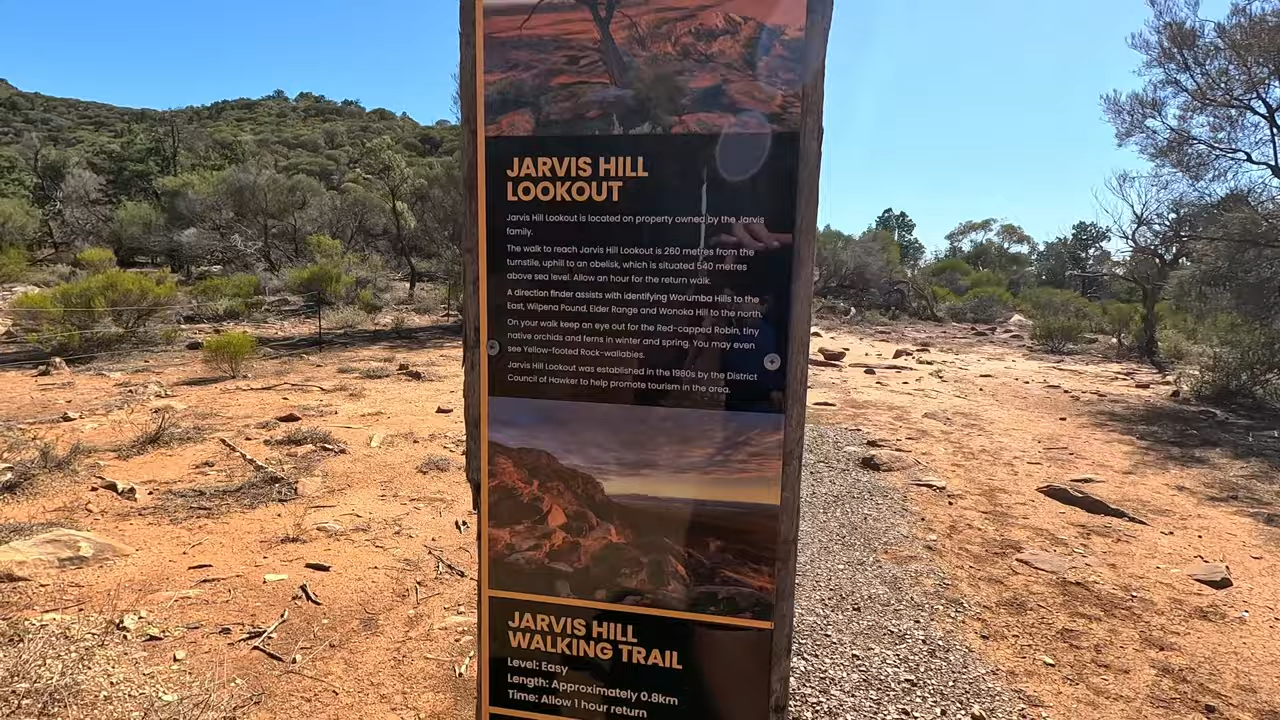 JARVIS HILL
LOOKOUT
Jarvis Hill Lookout is located on property owned by the Jarvis
family.
The walk to reach Jarvis Hill Lookout is 260 metres from the
turnstile, uphill to an obelisk, which is situated 540 metres
above sea level. Allow an hour for the return walk.
A direction finder assists with identifying Worumba Hills to the
East, Wilpena Pound, Elder Range and Wonoka Hill to the north.
On your walk keep an eye out for the Red-capped Robin, tiny
native orchids and ferns in winter and spring. You may even
see Yellow-footed Rock-wallabies.
Jarvis Hill Lookout was established in the 1980s by the District
Council of Hawker to help promote tourism in the area.
JARVIS HILL
WALKING TRAIL
Level: Easy
Length: Approximately 0.8km
Time: Allow 1 hour return